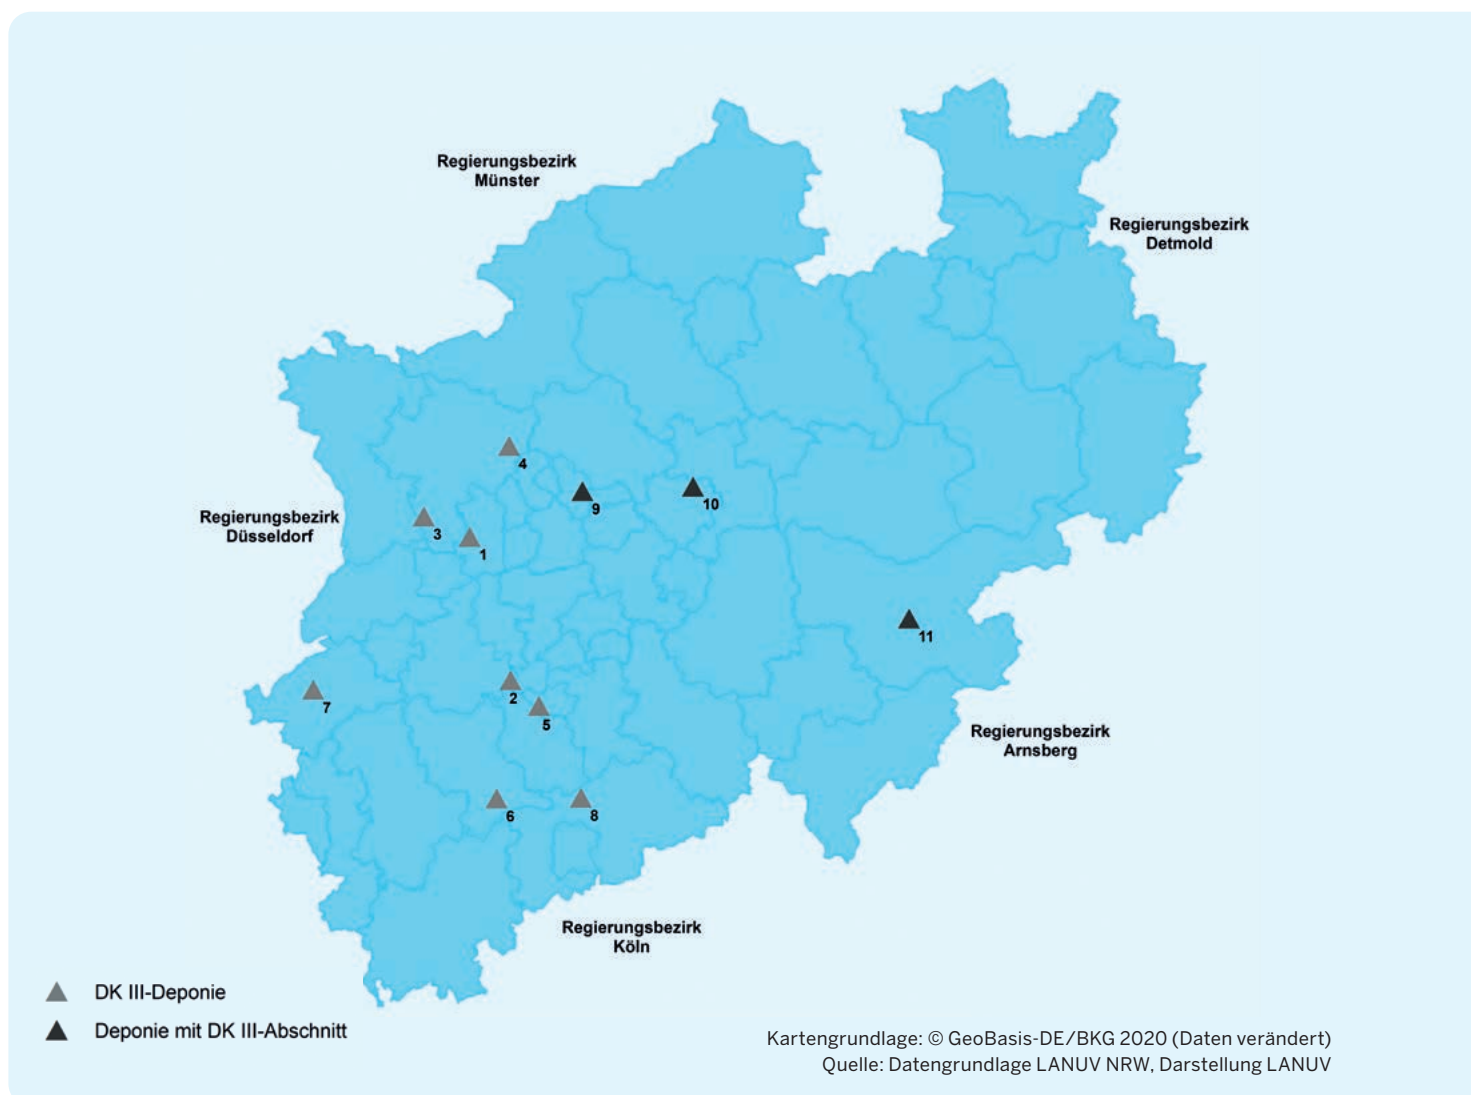 Regierungsbezirk
Münster
Regierungsbezirk
Detmold
4
9
10
Regierungsbezirk
Düsseldorf
3
1
11
2
7
5
Regierungsbezirk
Arnsberg
6
8
Regierungsbezirk
Köln
DK III-Deponie
Deponie mit DK III-Abschnitt
Kartengrundlage: © GeoBasis-DE/BKG 2020 (Daten verändert)
Quelle: Datengrundlage LANUV NRW, Darstellung LANUV